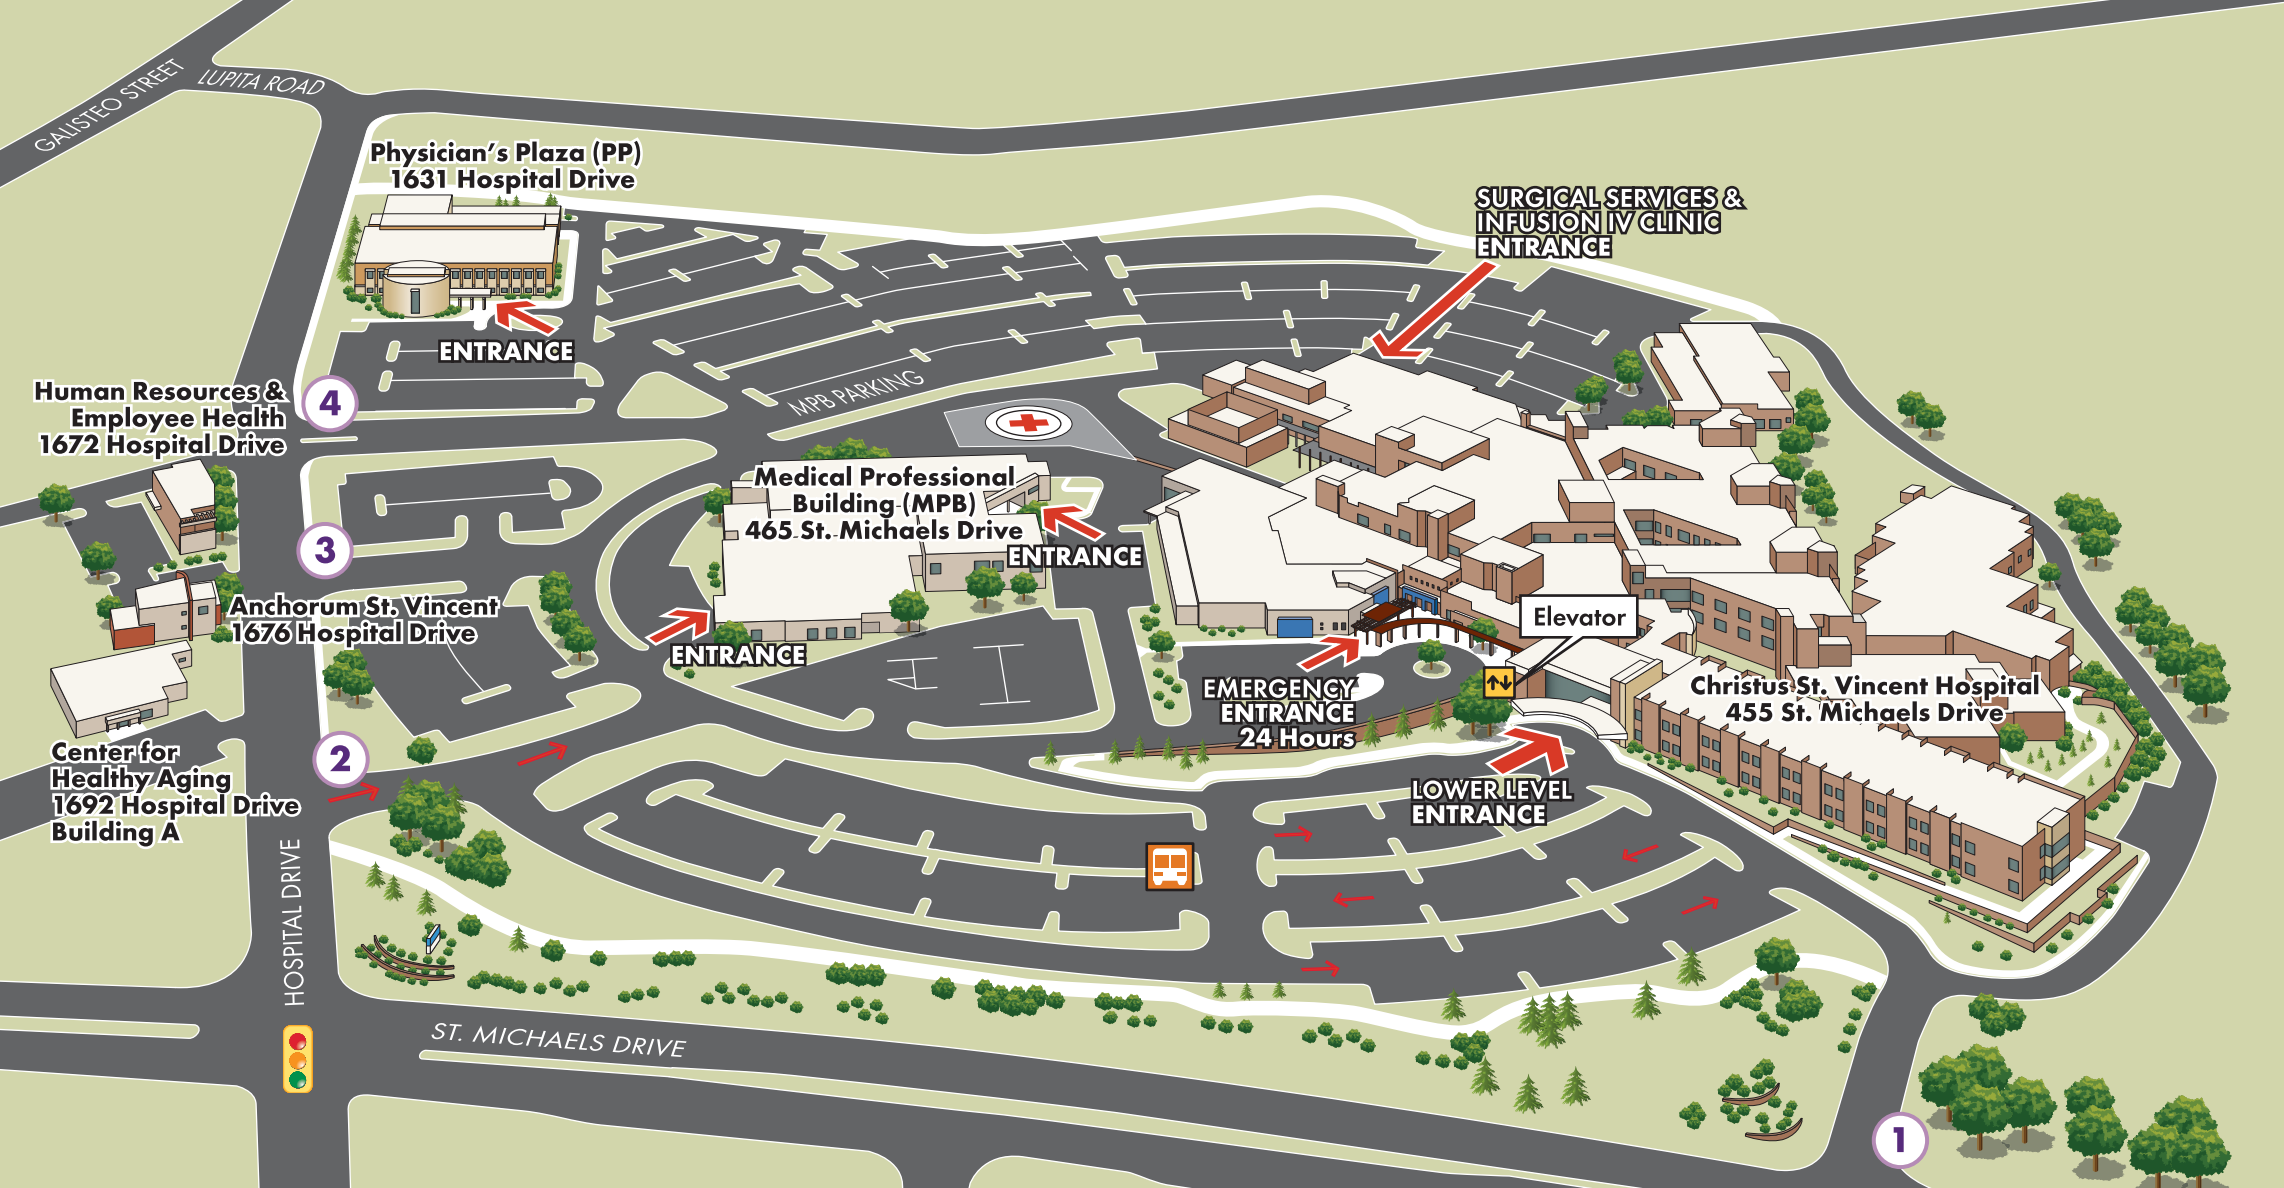 GALISTEO STREET
LUPITA ROAD
Physician's Plaza (PP)
1631 Hospital Drive
ENTRANCE
SURGICAL SERVICES &
INFUSION IV CLINIC
ENTRANCE
Human Resources &
Employee Health
1672 Hospital Drive
4
MPB PARKING
Medical Professional
Building (MPB)
465 St. Michaels Drive
ENTRANCE
3
Anchorum St. Vincent
1676 Hospital Drive
ENTRANCE
Elevator
EMERGENCY
ENTRANCE
24 Hours
Christus St. Vincent Hospital
455 St. Michaels Drive
2
Center for
Healthy Aging
1692 Hospital Drive
Building A
LOWER LEVEL
ENTRANCE
HOSPITAL DRIVE
ST. MICHAELS DRIVE
1